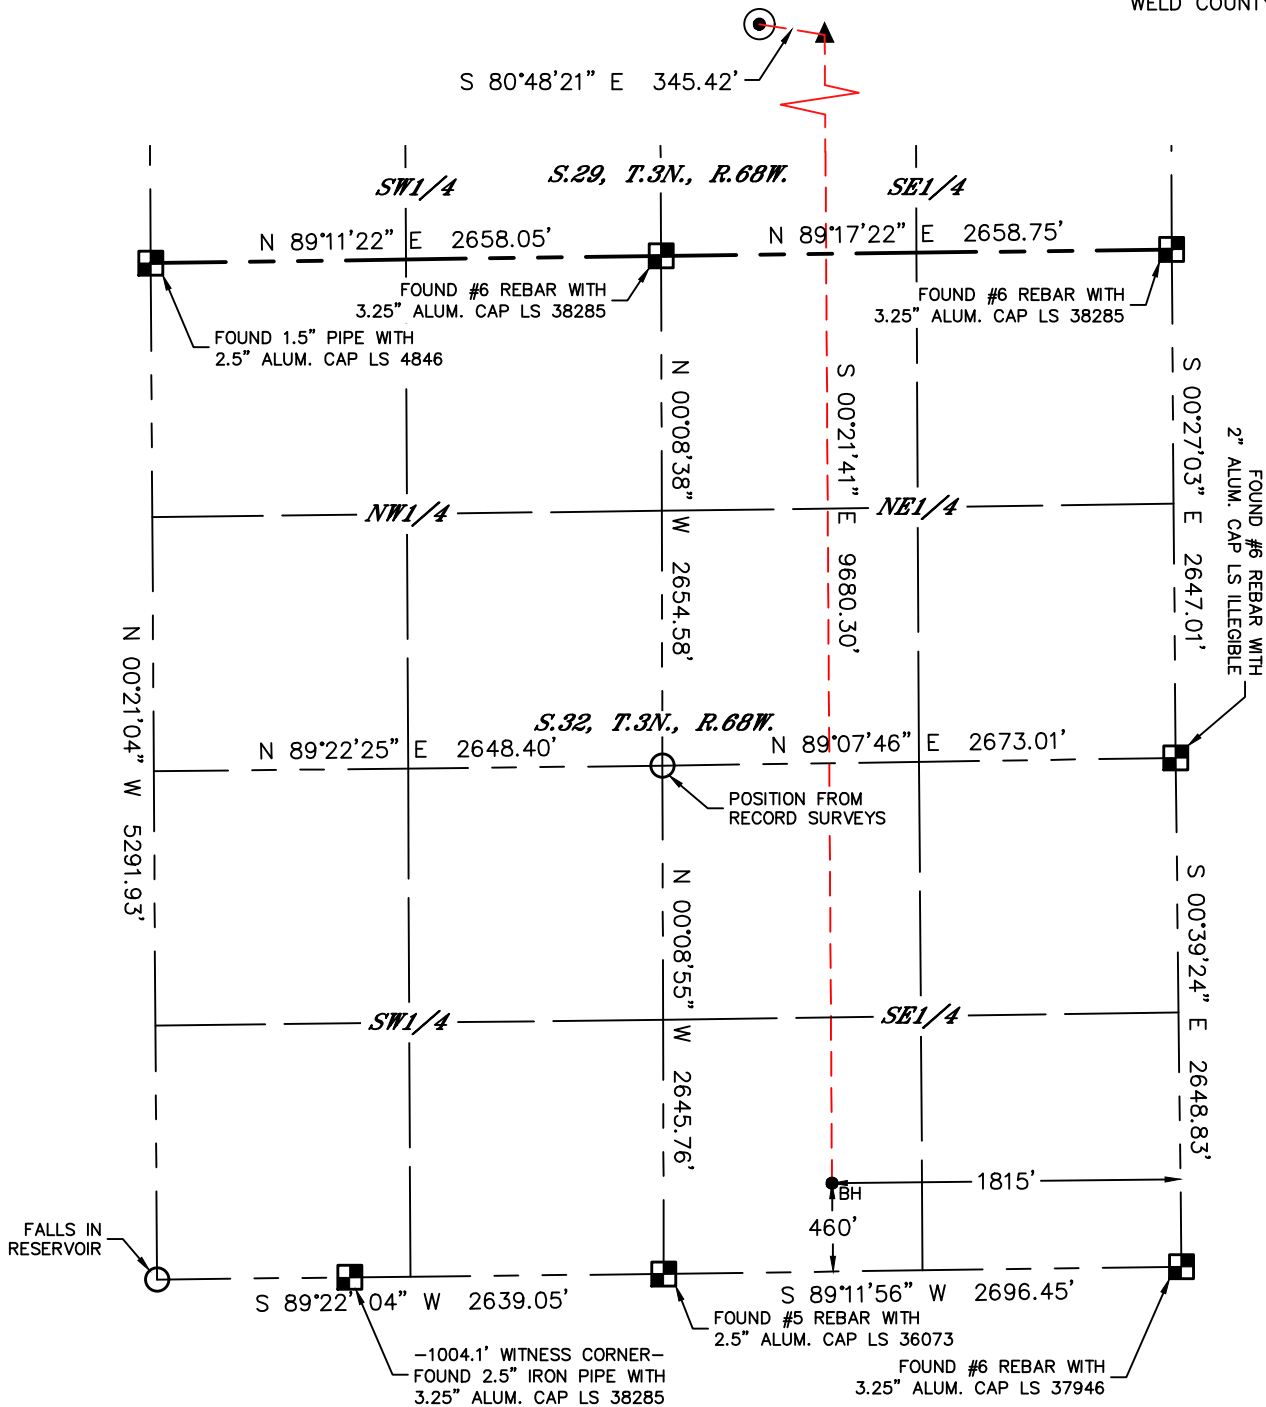 WELD COUNTY
S 80°48'21" E 345.42'
S.29, T.3N., R.68W.
SW1/4
SE1/4
N 89°11'22" E 2658.05'
N 89°17'22" E 2658.75'
FOUND #6 REBAR WITH
3.25" ALUM. CAP LS 38285
FOUND #6 REBAR WITH
3.25" ALUM. CAP LS 38285
FOUND 1.5" PIPE WITH
2.5" ALUM. CAP LS 4846
N 00°08'38" W 2654.58'
S 00°21'41" E 9680.30'
S 00°27'03" E 2647.01'
FOUND #6 REBAR WITH
2" ALUM. CAP LS ILLEGIBLE
NW1/4
NE1/4
N 00°21'04" W 5291.93'
S.32, T.3N., R.68W.
N 89°22'25" E 2648.40'
N 89°07'46" E 2673.01'
POSITION FROM
RECORD SURVEYS
N 00°08'55" W 2645.76'
S 00°39'24" E 2648.83'
SW1/4
SE1/4
1815'
BH
460'
FALLS IN
RESERVOIR
S 89°22'04" W 2639.05'
S 89°11'56" W 2696.45'
FOUND #5 REBAR WITH
2.5" ALUM. CAP LS 36073
-1004.1' WITNESS CORNER-
FOUND 2.5" IRON PIPE WITH
3.25" ALUM. CAP LS 38285
FOUND #6 REBAR WITH
3.25" ALUM. CAP LS 37946